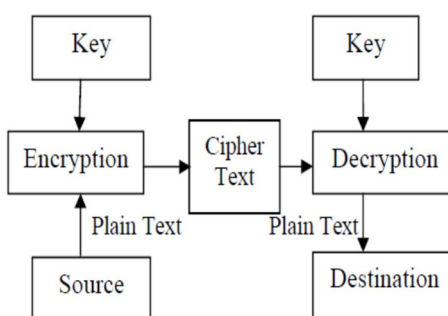 Key
Key
Encryption
Cipher
Text
Decryption
Plain Text
Plain Text
Source
Destination